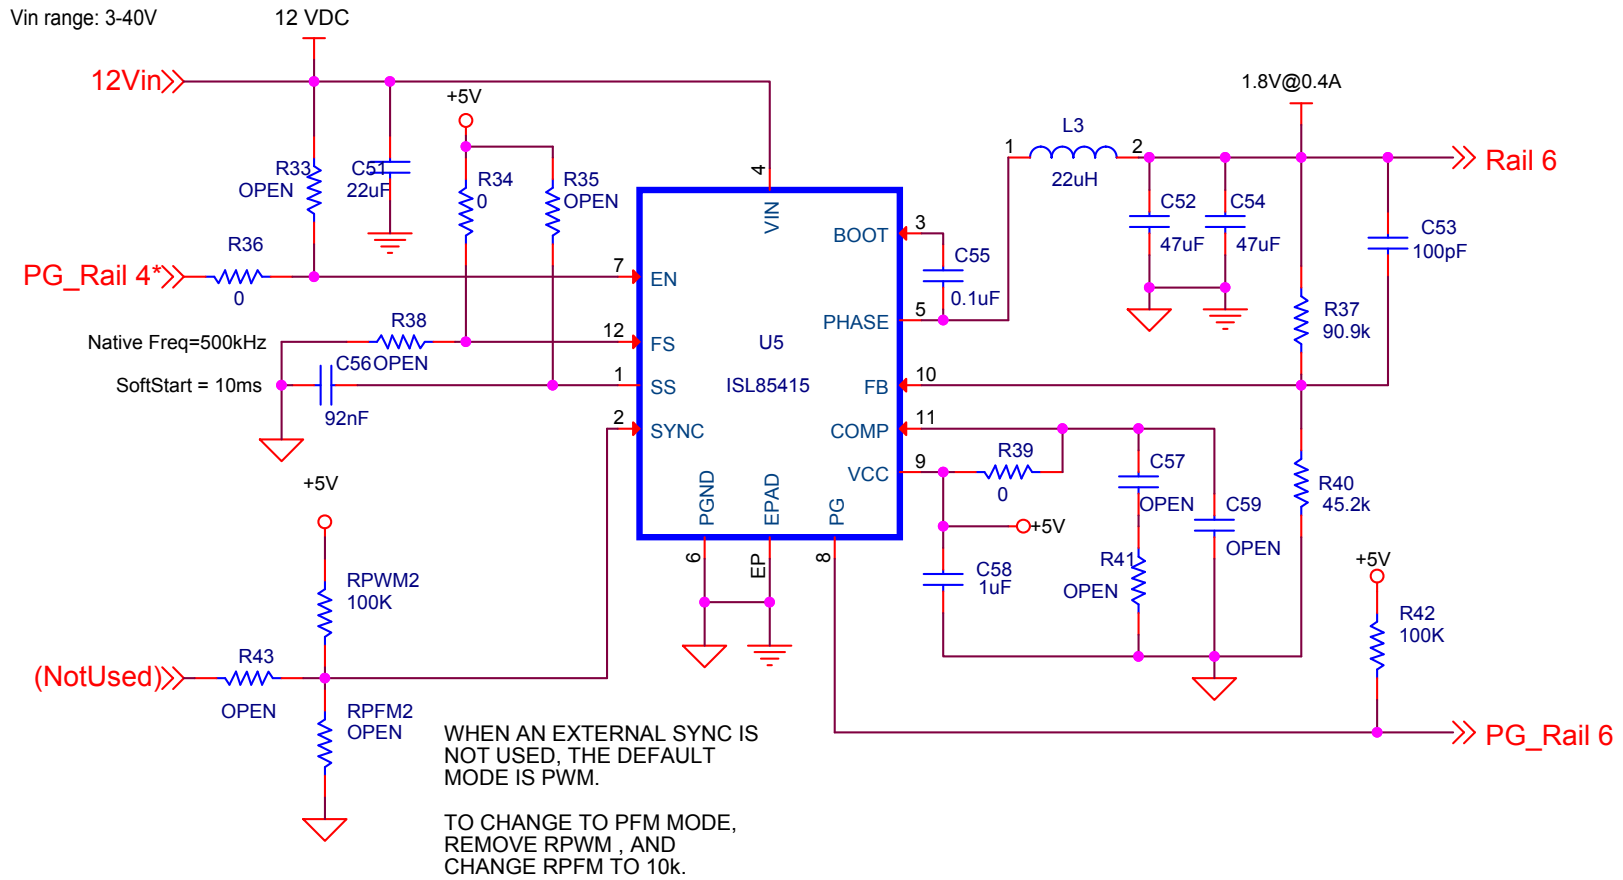 Vin range: 3-40V
12 VDC
12Vin
+5V
1.8V@0.4A
L3
1
2
22uH
Rail 6
R33
OPEN
C51
22uF
R34
0
R35
OPEN
4
VIN
C52
47uF
C54
47uF
C53
100pF
BOOT
3
C55
0.1uF
R36
0
PG_Rail 4*
7
EN
PHASE
5
R37
90.9k
R38
OPEN
Native Freq=500kHz
12
FS
U5
ISL85415
C56
92nF
SoftStart = 10ms
1
SS
FB
10
2
SYNC
COMP
11
VCC
9
R39
0
C57
OPEN
C59
OPEN
R40
45.2k
+5V
PGND
EPAD
PG
6
EP
8
+5V
C58
1uF
R41
OPEN
+5V
R42
100K
RPWM2
100K
(NotUsed)
R43
OPEN
RPFM2
OPEN
PG_Rail 6
WHEN AN EXTERNAL SYNC IS
NOT USED, THE DEFAULT
MODE IS PWM.
TO CHANGE TO PFM MODE,
REMOVE RPWM , AND
CHANGE RPFM TO 10k.